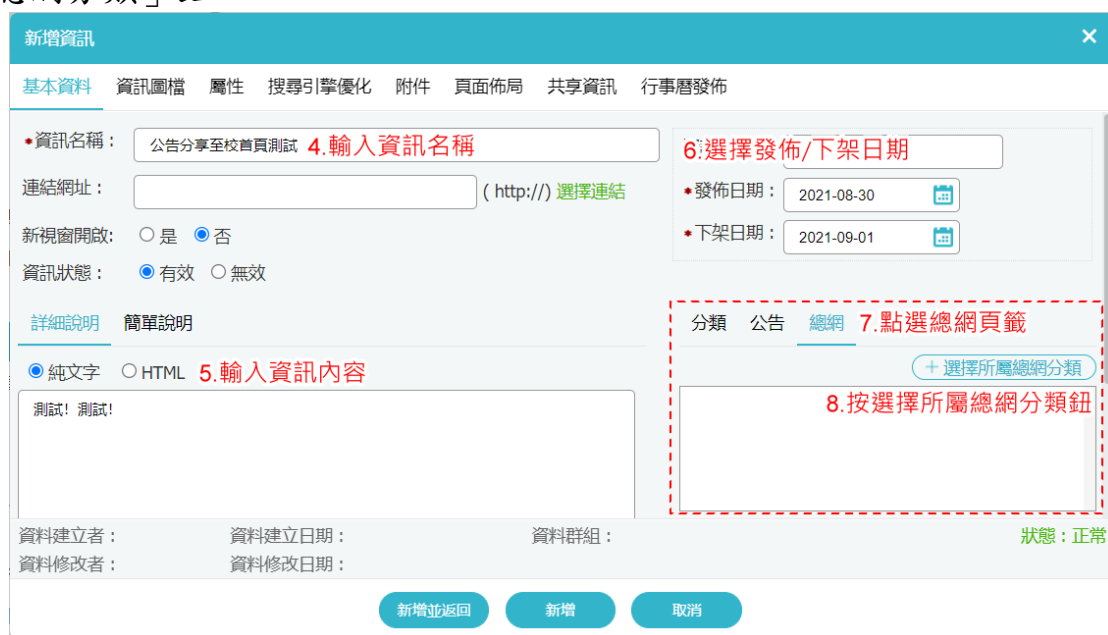 新增資訊
基本資料 資訊圖檔 屬性 搜尋引擎優化 附件 頁面佈局 共享資訊 行事曆發佈
•資訊名稱： 公告分享至校首頁測試 4.輸入資訊名稱
6.選擇發佈/下架日期
連結網址： ( http://) 選擇連結
•發佈日期： 2021-08-30
新視窗開啟: 是 否
•下架日期： 2021-09-01
資訊狀態： 有效 無效
詳細說明 簡單說明
分類 公告 總網 7.點選總網頁籤
純文字 HTML 5.輸入資訊內容
+ 選擇所屬總網分類
測試! 測試!
8.按選擇所屬總網分類鈕
資料建立者： 資料建立日期： 資料群組： 狀態：正常
資料修改者： 資料修改日期：
新增並返回 新增 取消